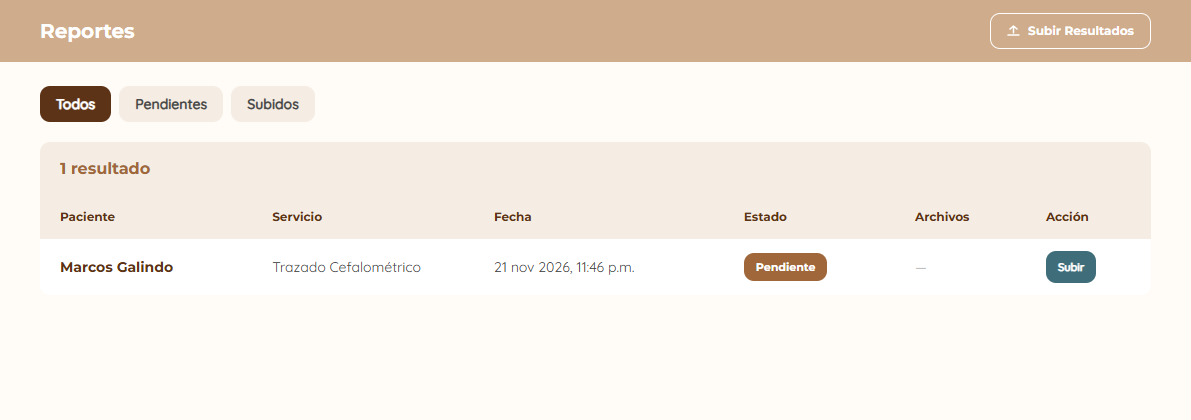 Reportes
Subir Resultados
Todos Pendientes Subidos
1 resultado
Paciente Servicio Fecha Estado Archivos Acción
Marcos Galindo Trazado Cefalométrico 21 nov 2026, 11:46 p.m. Pendiente — Subir